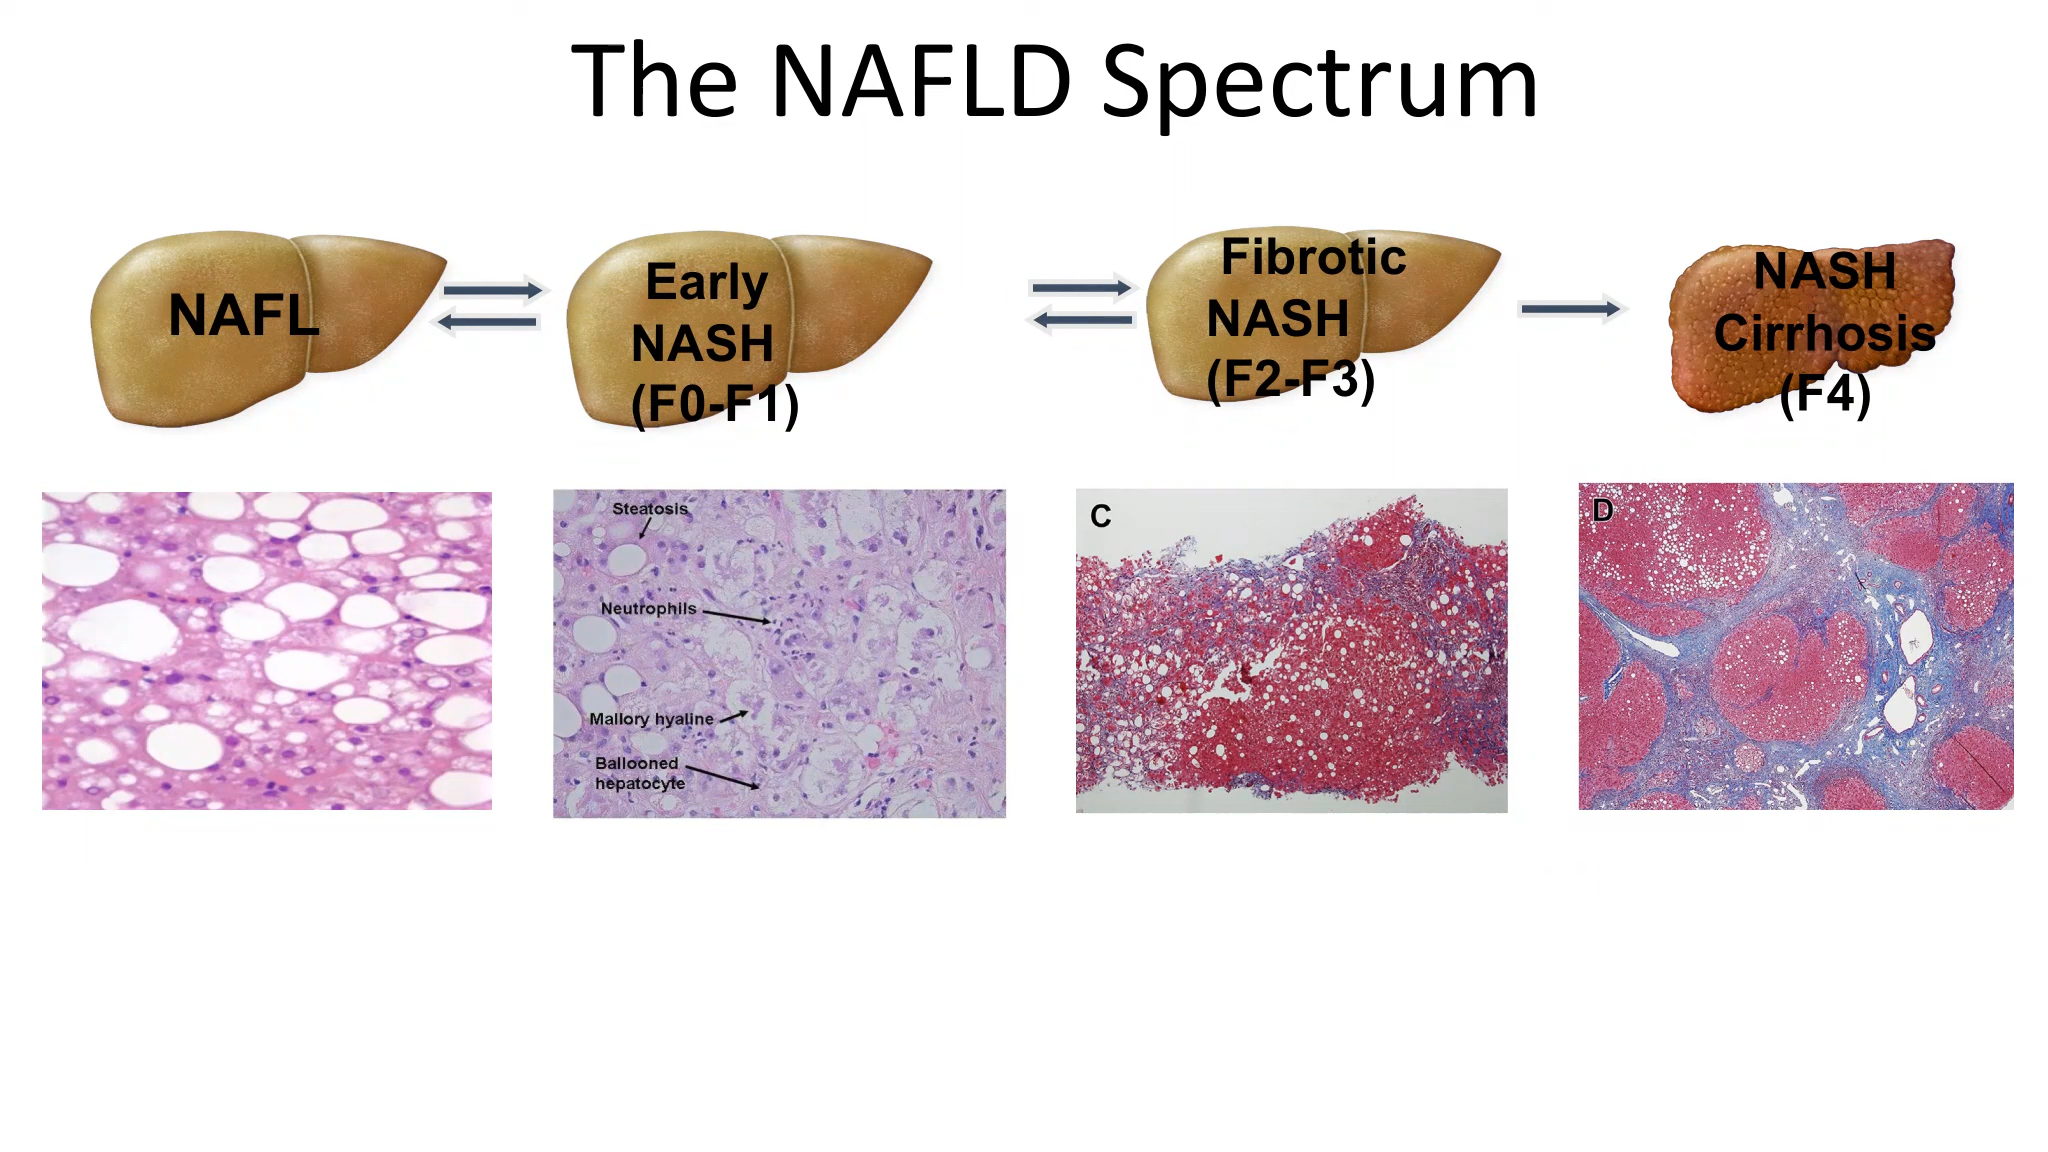 The NAFLD Spectrum
NAFL
Early
NASH
(F0-F1)
Fibrotic
NASH
(F2-F3)
NASH
Cirrhosis
(F4)
Steatosis
Neutrophils
Mallory hyaline
Ballooned
hepatocyte
C
D